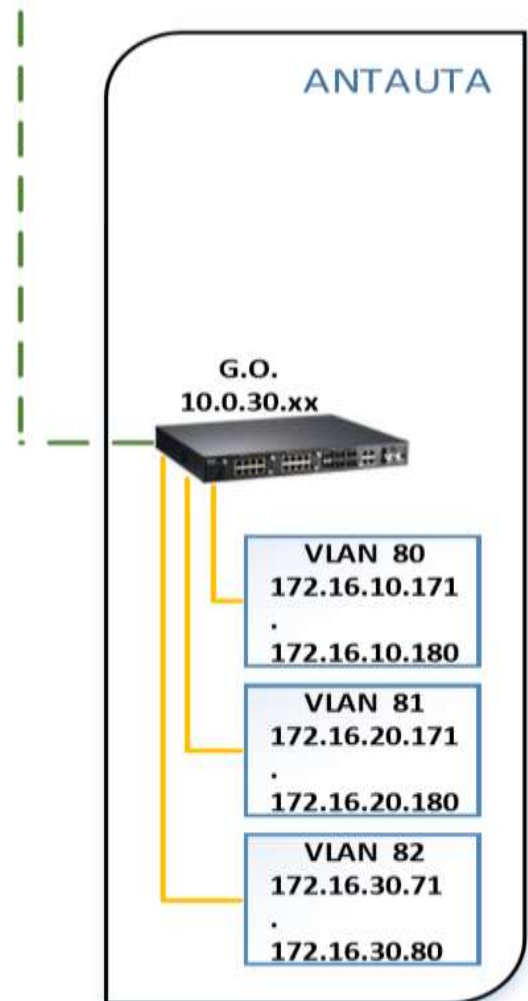 ANTAUTA
G.O.
10.0.30.xx
VLAN 80
172.16.10.171
.
172.16.10.180
VLAN 81
172.16.20.171
.
172.16.20.180
VLAN 82
172.16.30.71
.
172.16.30.80